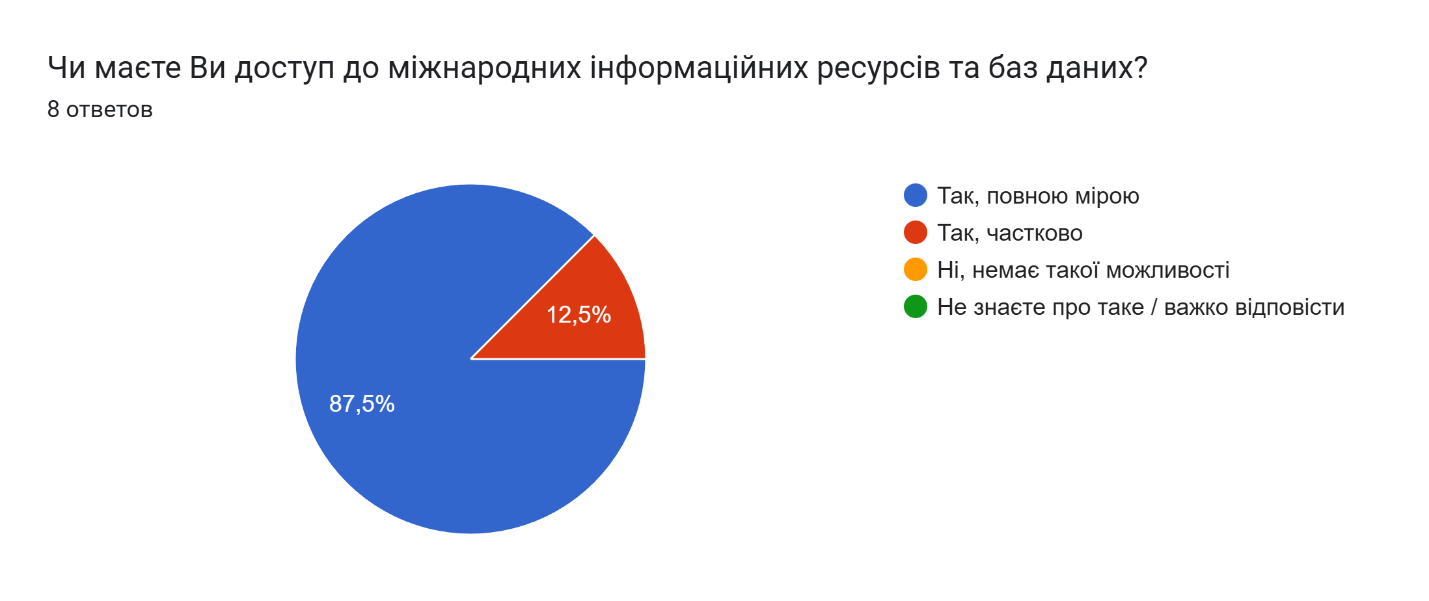 Чи маєте Ви доступ до міжнародних інформаційних ресурсів та баз даних?
8 ответов
Так, повною мірою
Так, частково
Ні, немає такої можливості
Не знаєте про таке / важко відповісти
12,5%
87,5%